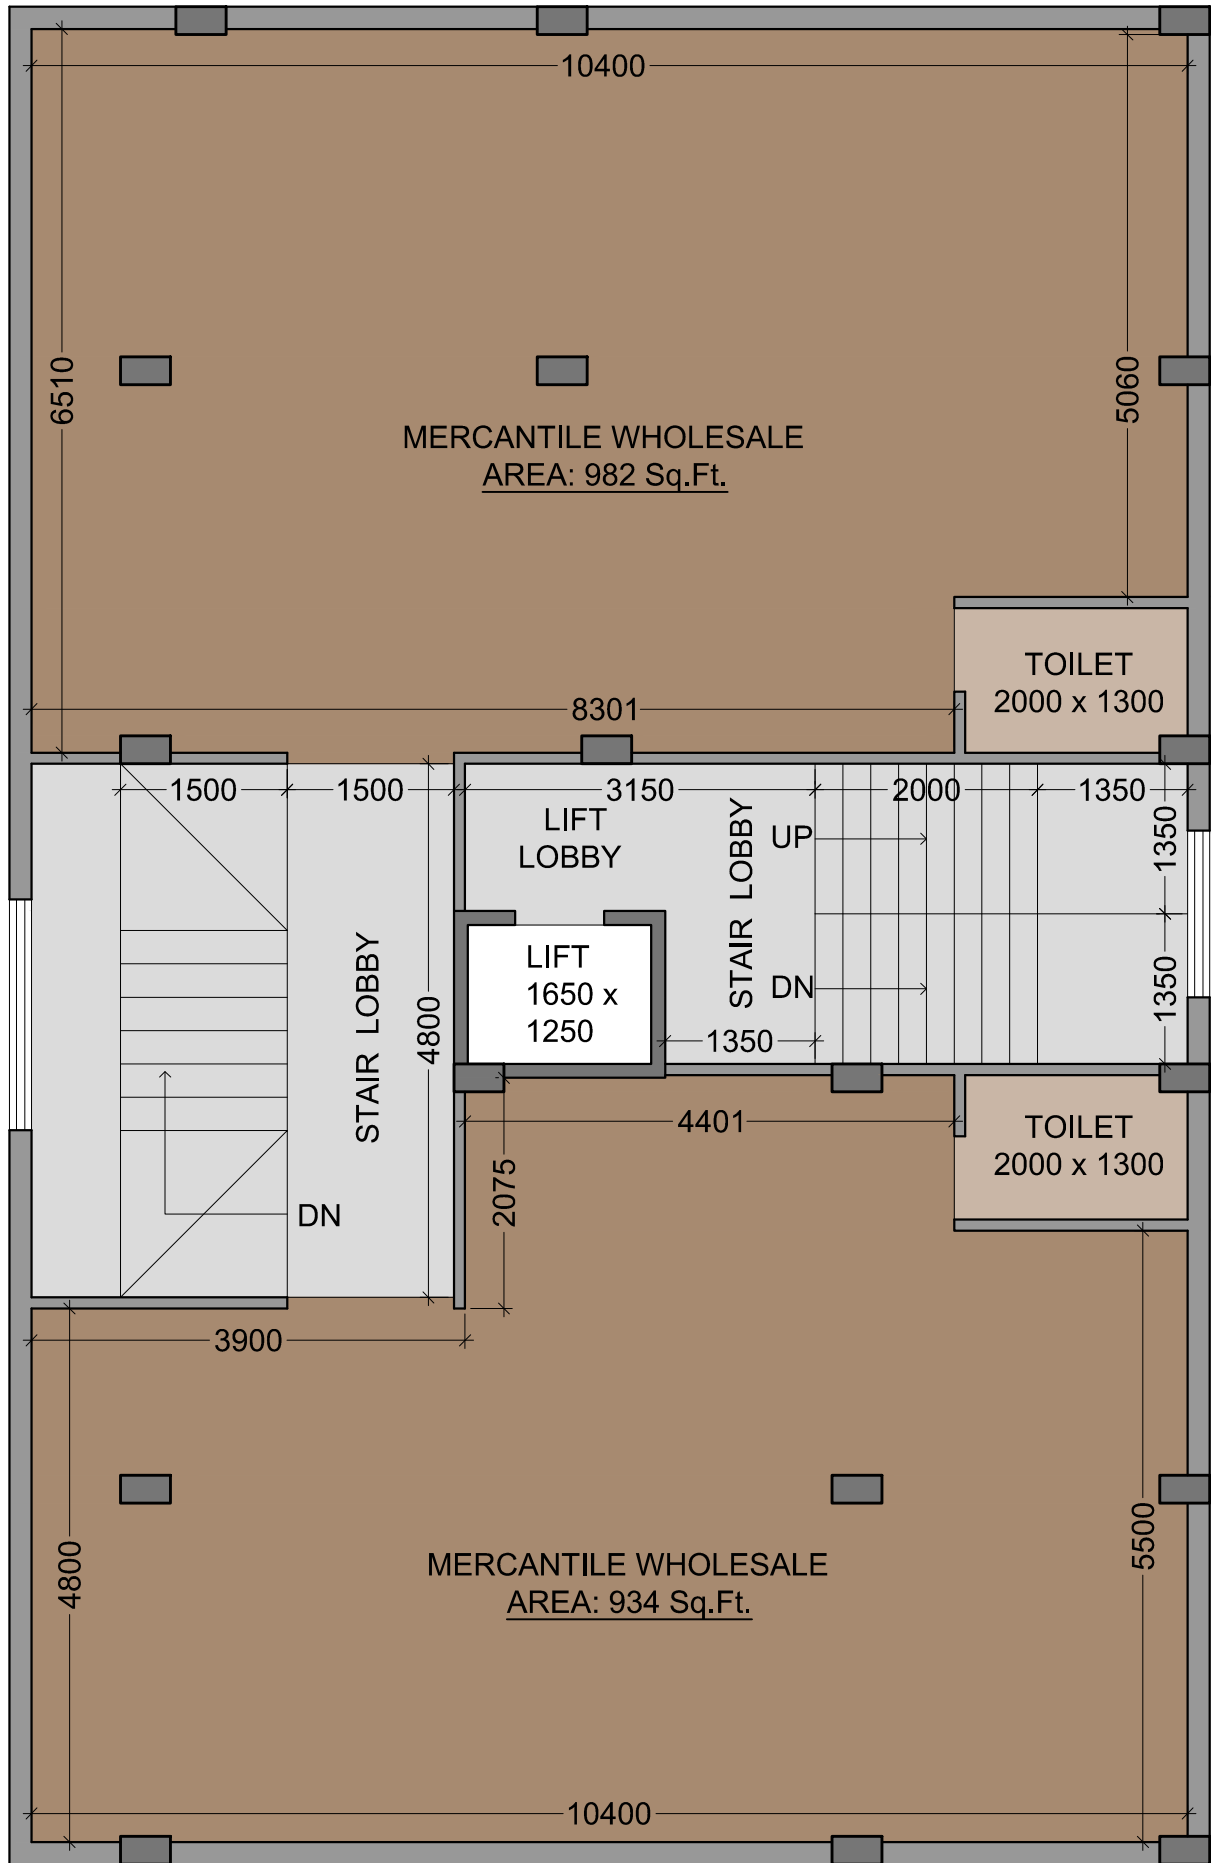 10400
6510
5060
MERCANTILE WHOLESALE
AREA: 982 Sq.Ft.
TOILET
2000 x 1300
8301
1500
1500
3150
2000
1350
LIFT
LOBBY
STAIR LOBBY
UP
1350
STAIR LOBBY
4800
LIFT
1650 x
1250
DN
1350
1350
DN
4401
2075
TOILET
2000 x 1300
3900
4800
5500
MERCANTILE WHOLESALE
AREA: 934 Sq.Ft.
10400